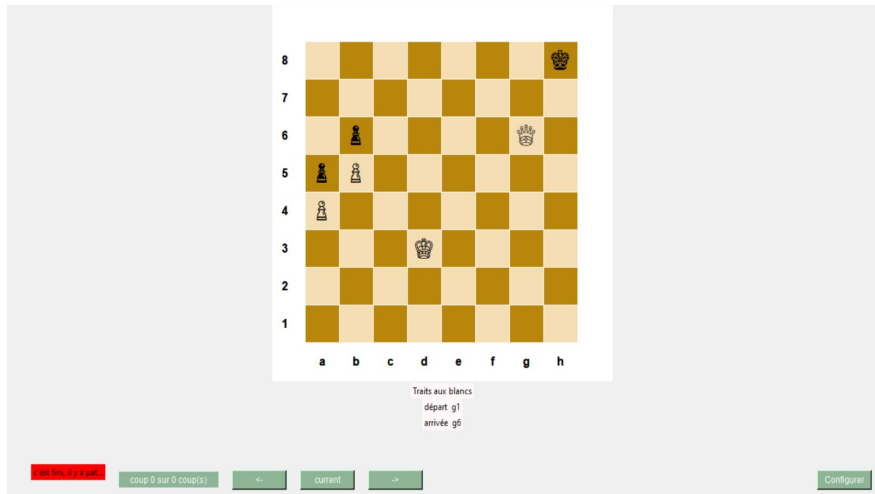 8
7
6
5
4
3
2
1
a b c d e f g h
Traits aux blancs
départ g1
arrivée g6
c'est fini, il y a pat...
coup 0 sur 0 coup(s)
<-
current
->
Configurer